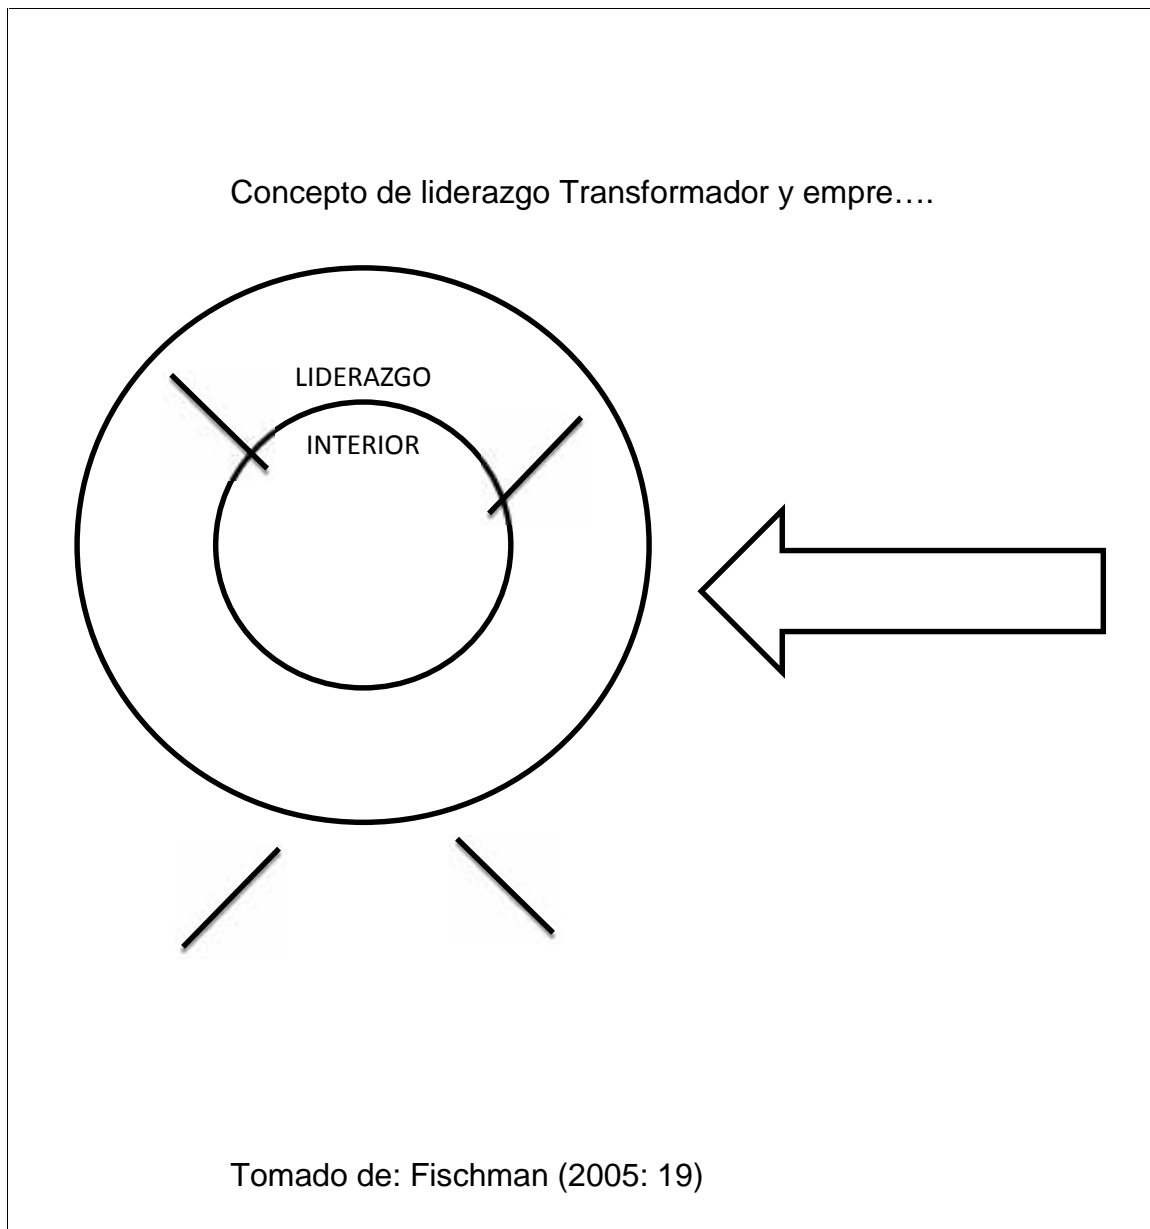 Concepto de liderazgo Transformador y empre….
LIDERAZGO
INTERIOR
Tomado de: Fischman (2005: 19)